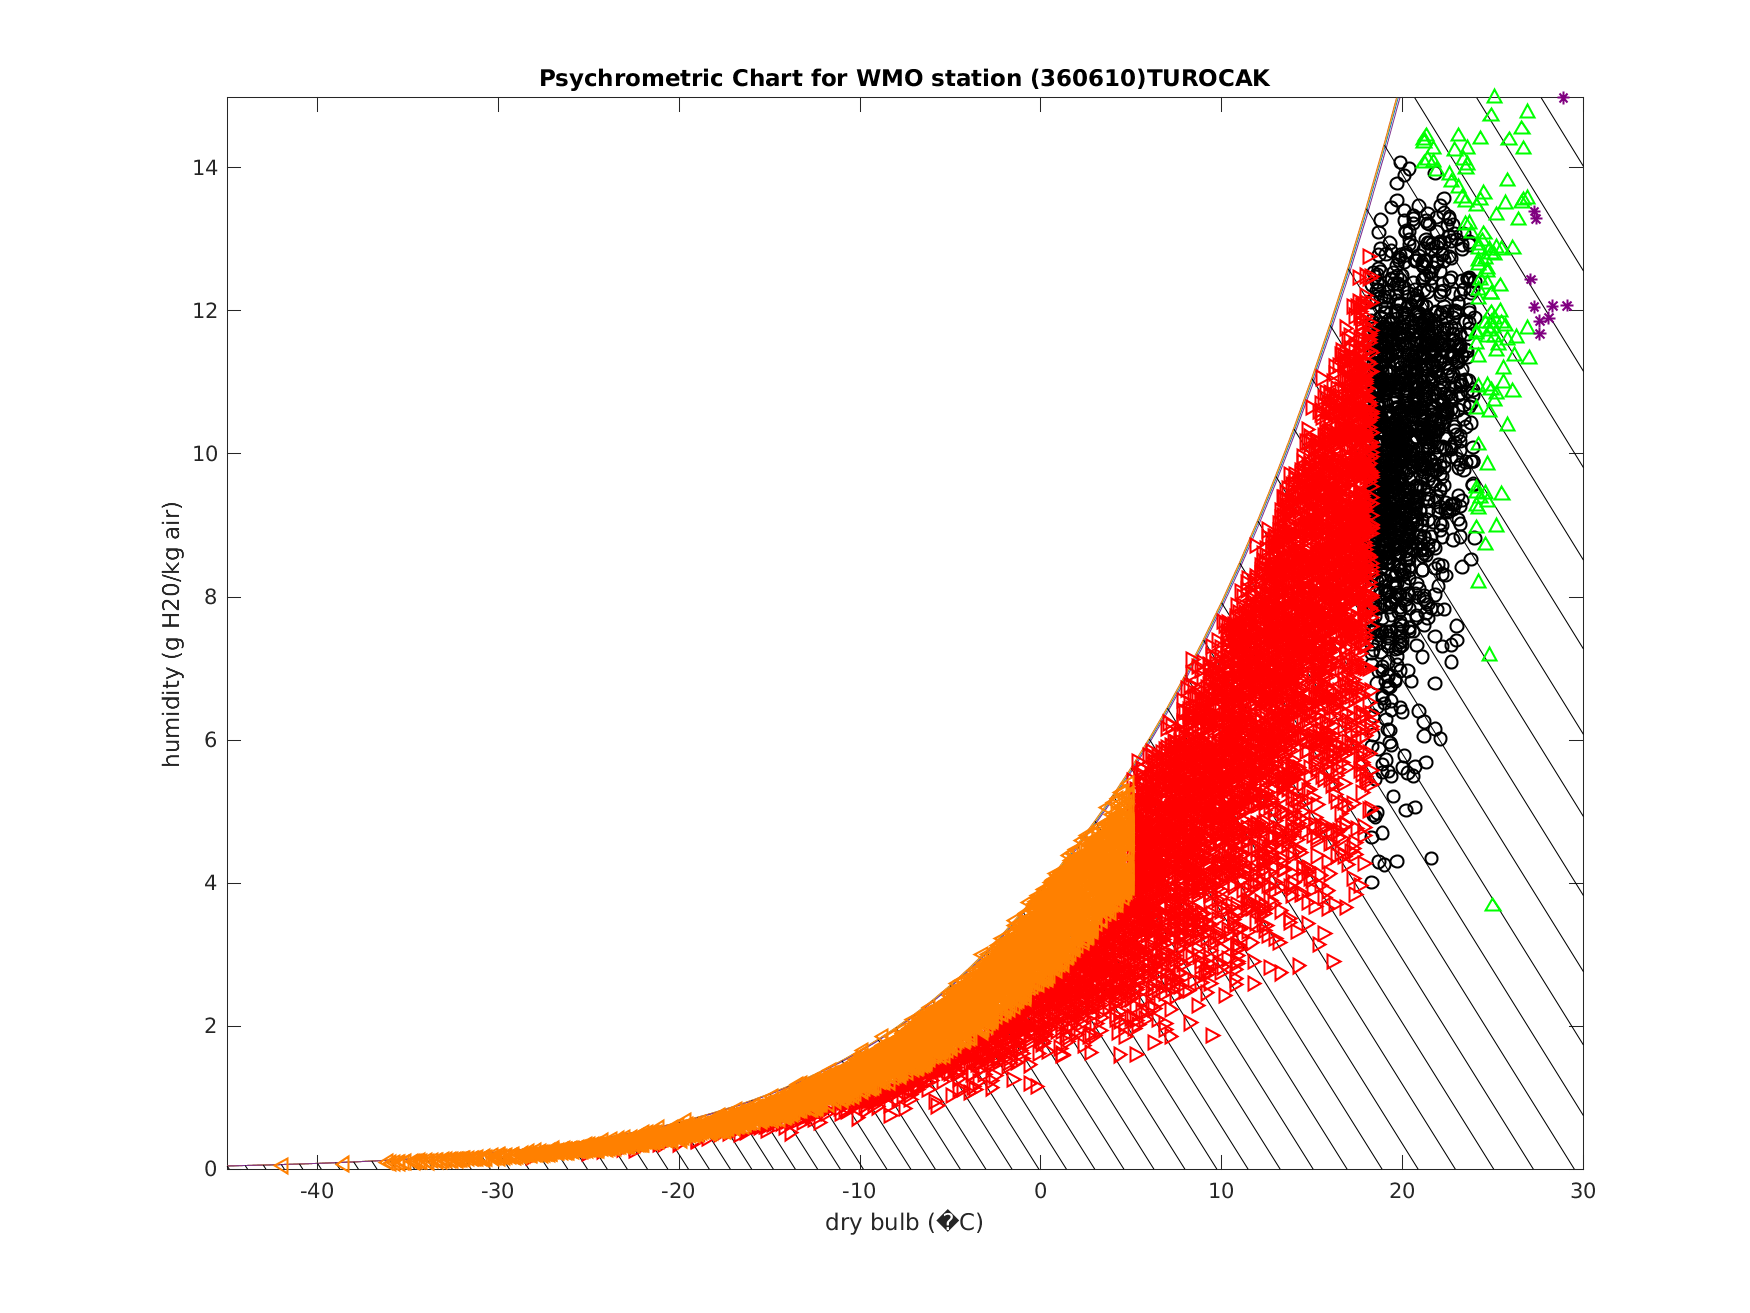 Psychrometric Chart for WMO station (360610)TUROCAK
14
12
10
8
6
4
2
0
humidity (g H20/kg air)
-40 -30 -20 -10 0 10 20 30
dry bulb (�C)